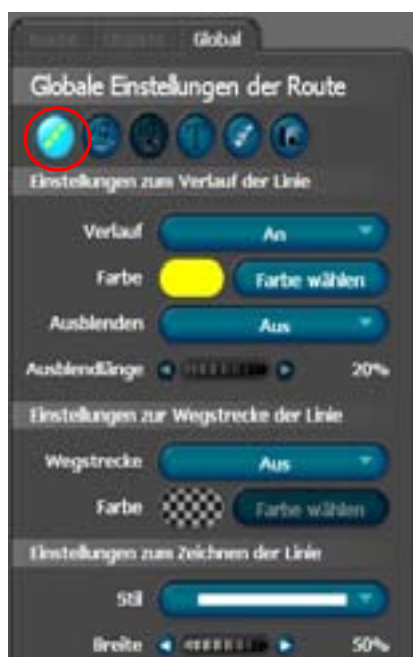 Global
Globale Einstellungen der Route
Einstellungen zum Verlauf der Linie
Verlauf An
Farbe Farbe wählen
Ausblenden Aus
Ausblendlänge 20%
Einstellungen zur Wegstrecke der Linie
Wegstrecke Aus
Farbe Farbe wählen
Einstellungen zum Zeichnen der Linie
Stil
Breite 50%